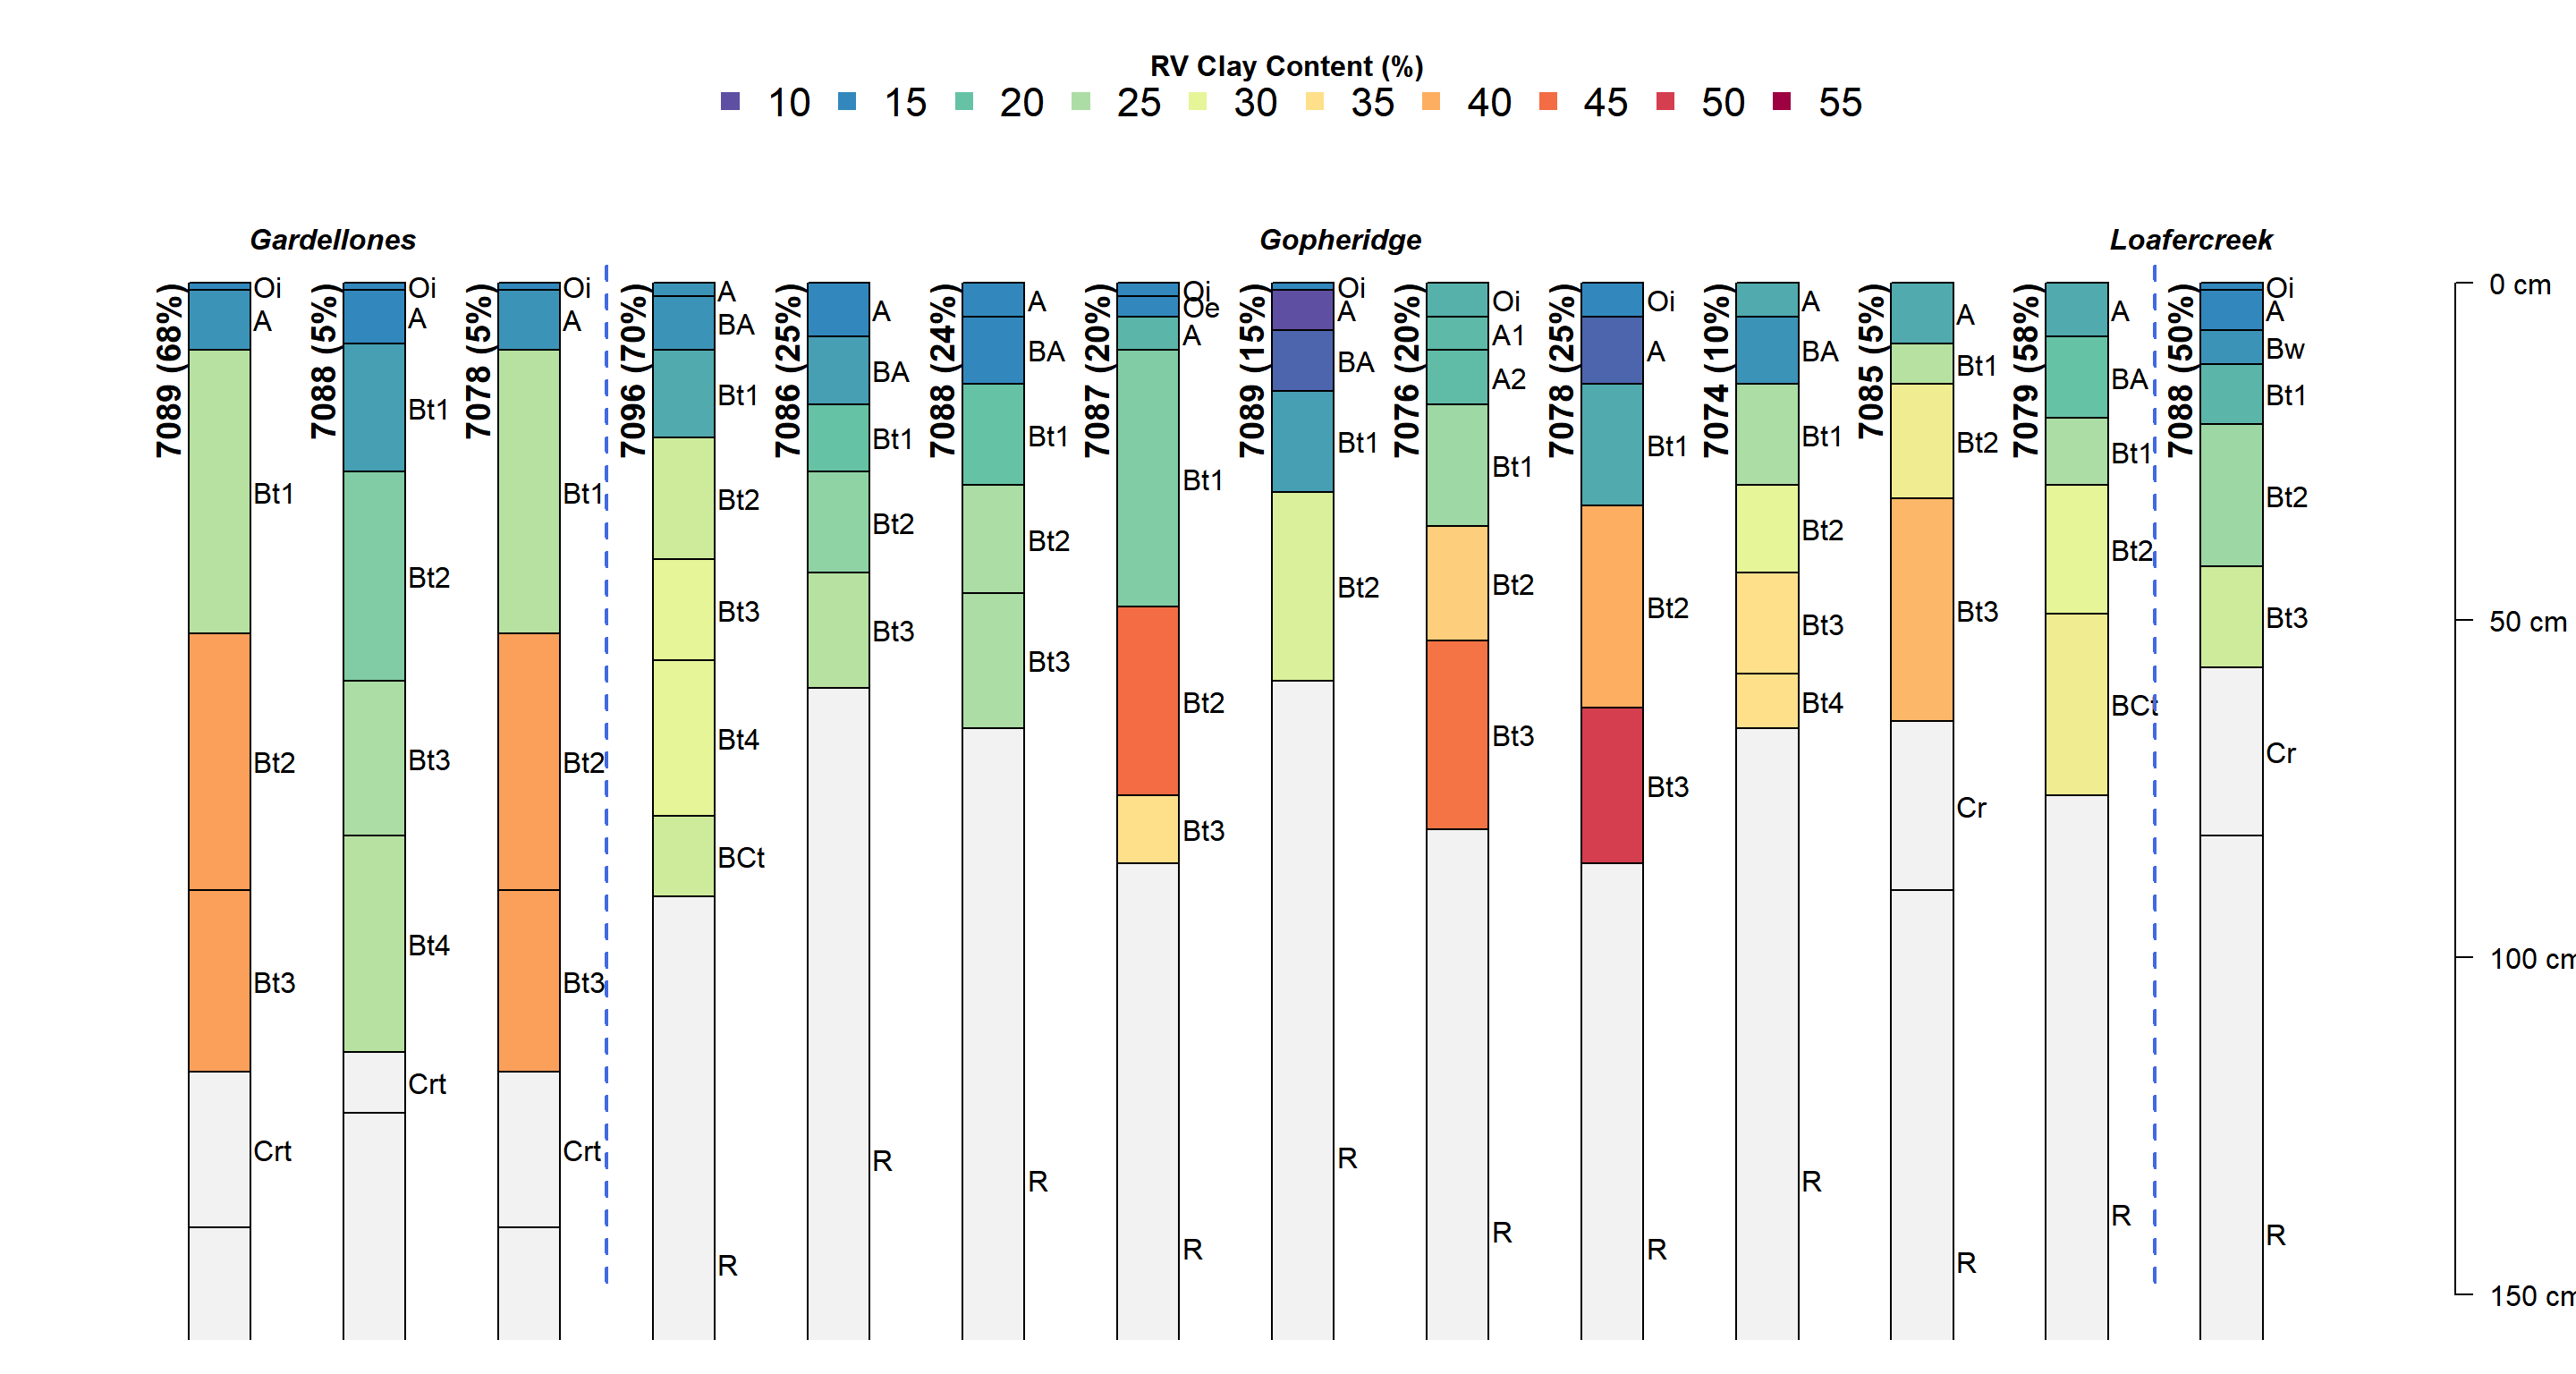 RV Clay Content (%)
10 15 20 25 30 35 40 45 50 55
Gardellones Gopheridge Loafercreek
7089 (68%)
Oi
A
Bt1
Bt2
Bt3
Crt
7088 (5%)
Oi
A
Bt1
Bt2
Bt3
Bt4
Crt
7078 (5%)
Oi
A
Bt1
Bt2
Bt3
Crt
7096 (70%)
A
BA
Bt1
Bt2
Bt3
Bt4
BCt
R
7086 (25%)
A
BA
Bt1
Bt2
Bt3
R
7088 (24%)
A
BA
Bt1
Bt2
Bt3
R
7087 (20%)
Oi
Oe
A
Bt1
Bt2
Bt3
R
7089 (15%)
Oi
A
BA
Bt1
Bt2
R
7076 (20%)
Oi
A1
A2
Bt1
Bt2
Bt3
R
7078 (25%)
Oi
A
Bt1
Bt2
Bt3
R
7074 (10%)
A
BA
Bt1
Bt2
Bt3
Bt4
R
7085 (5%)
A
Bt1
Bt2
Bt3
Cr
R
7079 (58%)
A
BA
Bt1
Bt2
BCt
R
7088 (50%)
Oi
A
Bw
Bt1
Bt2
Bt3
Cr
R
0 cm
50 cm
100 cm
150 cm